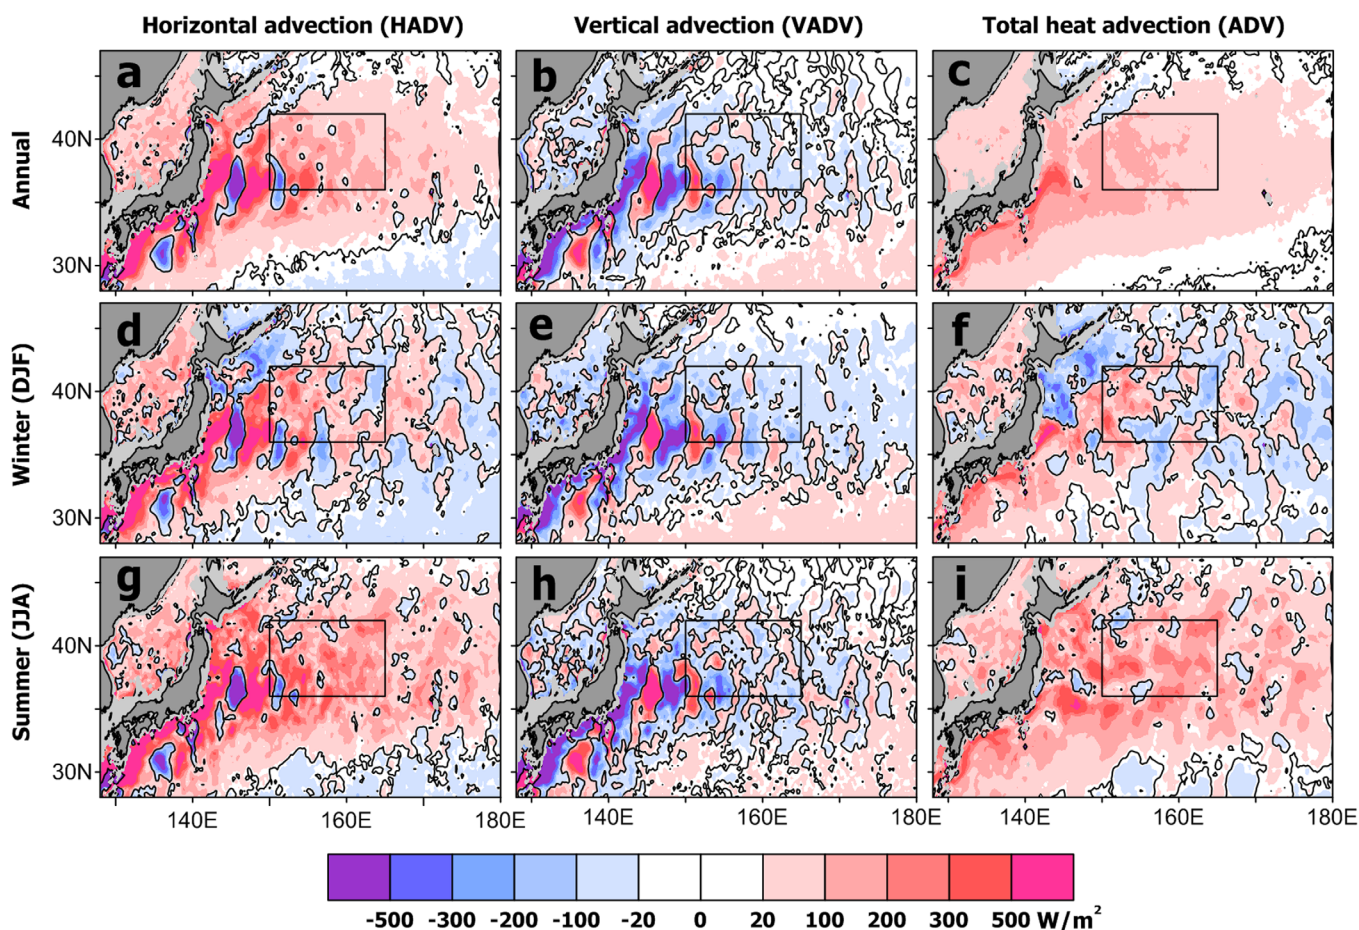 Horizontal advection (HADV) Vertical advection (VADV) Total heat advection (ADV)
Annual
a b c
40N
30N
Winter (DJF)
d e f
40N
30N
Summer (JJA)
g h i
40N
30N
140E 160E 180E 140E 160E 180E 140E 160E 180E
-500 -300 -200 -100 -20 0 20 100 200 300 500 W/m²